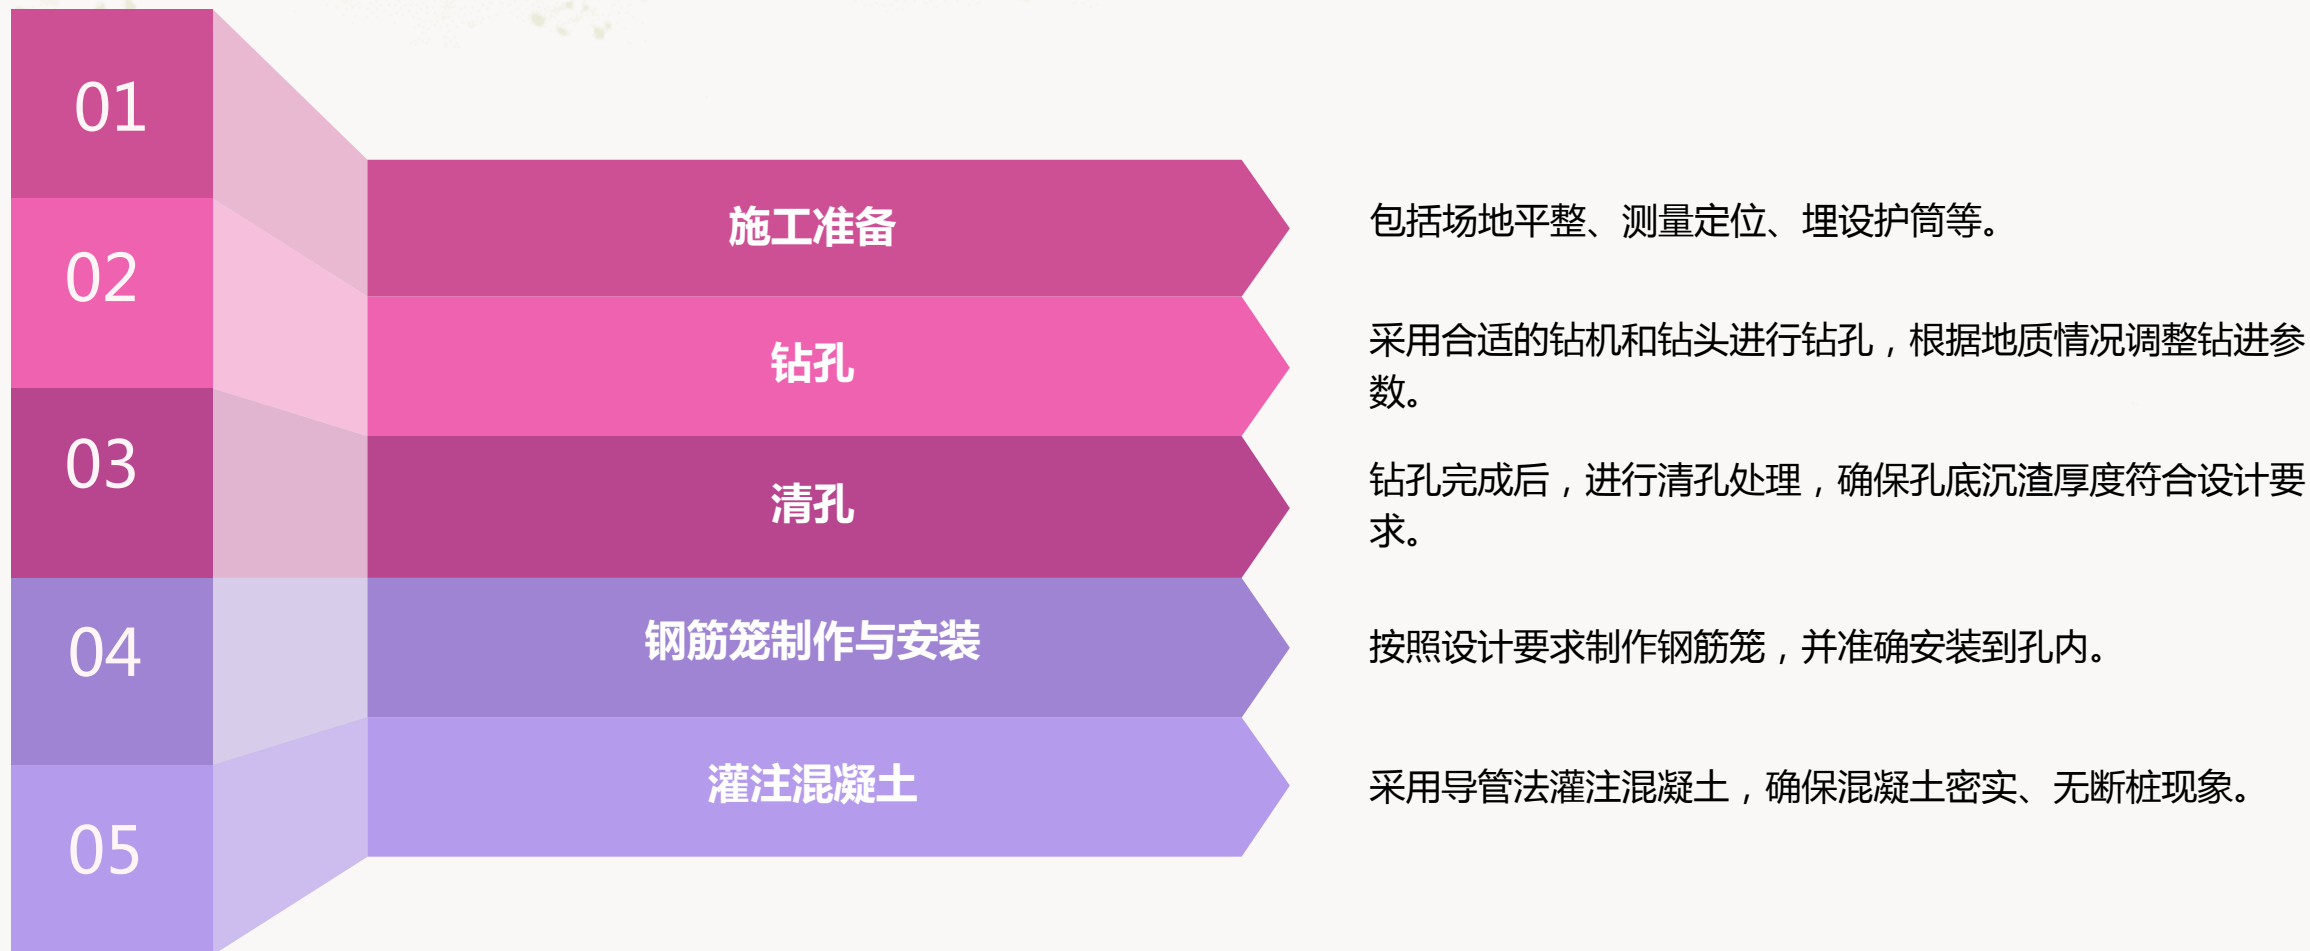 01
施工准备
包括场地平整、测量定位、埋设护筒等。
02
钻孔
采用合适的钻机和钻头进行钻孔，根据地质情况调整钻进参
数。
03
清孔
钻孔完成后，进行清孔处理，确保孔底沉渣厚度符合设计要
求。
04
钢筋笼制作与安装
按照设计要求制作钢筋笼，并准确安装到孔内。
05
灌注混凝土
采用导管法灌注混凝土，确保混凝土密实、无断桩现象。